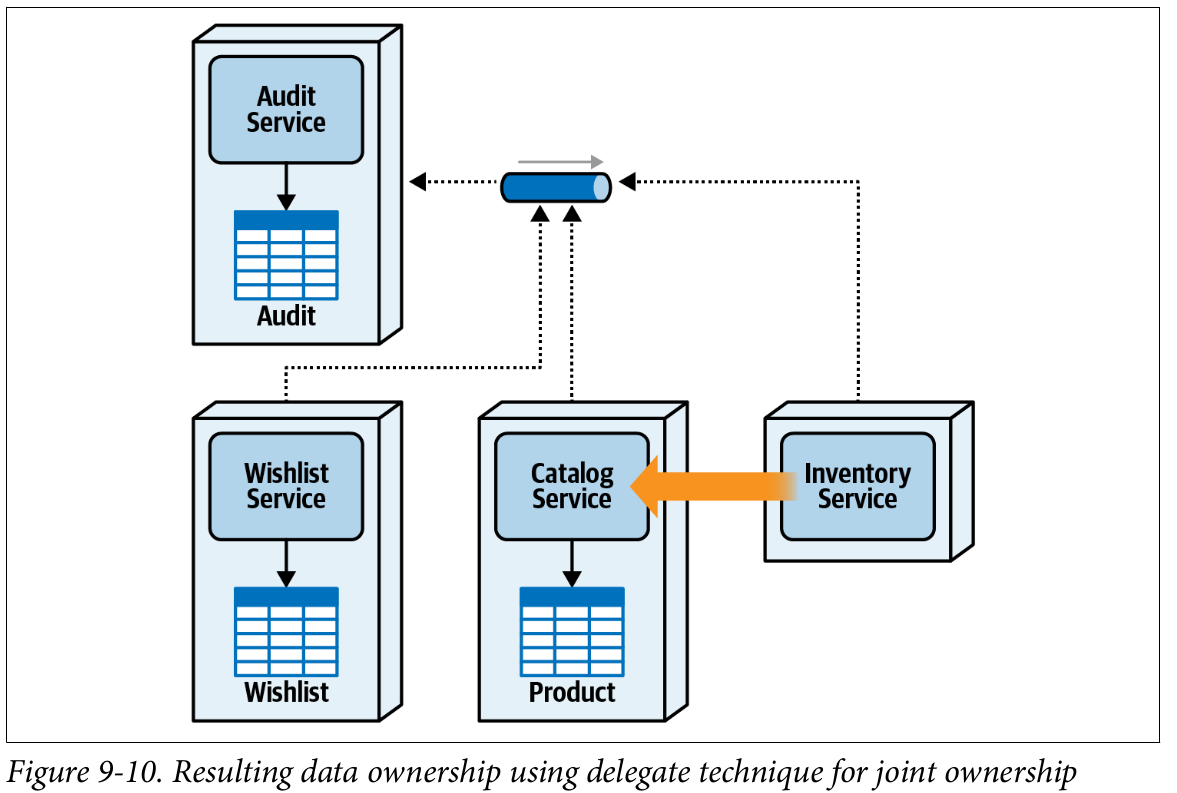 Audit
Service
Audit
Wishlist
Service
Wishlist
Catalog
Service
Product
Inventory
Service
Figure 9-10. Resulting data ownership using delegate technique for joint ownership